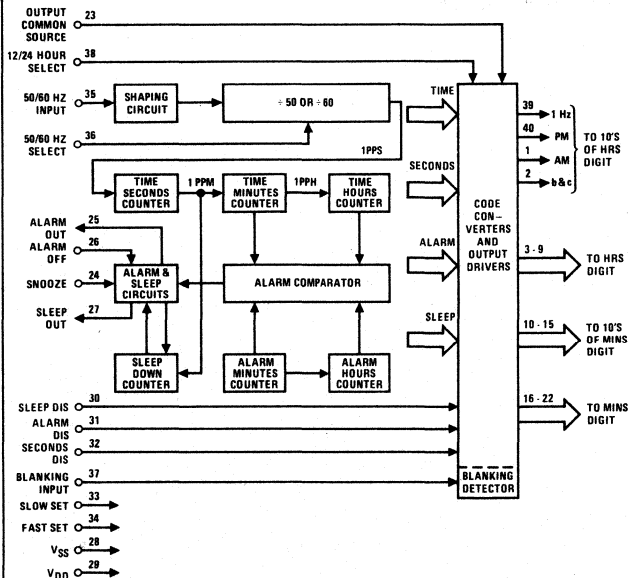 OUTPUT
COMMON
SOURCE
23
12/24 HOUR
SELECT
38
50/60 HZ
INPUT
35
SHAPING
CIRCUIT
÷ 50 OR ÷ 60
50/60 HZ
SELECT
36
1PPS
TIME
SECONDS
COUNTER
1 PPM
TIME
MINUTES
COUNTER
1PPH
TIME
HOURS
COUNTER
ALARM
OUT
25
ALARM
OFF
26
SNOOZE
24
SLEEP
OUT
27
ALARM &
SLEEP
CIRCUITS
ALARM COMPARATOR
SLEEP
DOWN
COUNTER
ALARM
MINUTES
COUNTER
ALARM
HOURS
COUNTER
SLEEP DIS
30
ALARM
DIS
31
SECONDS
DIS
32
BLANKING
INPUT
37
SLOW SET
33
FAST SET
34
VSS
28
VDD
29
TIME
SECONDS
ALARM
SLEEP
CODE
CON–
VERTERS
AND
OUTPUT
DRIVERS
BLANKING
DETECTOR
39
1 Hz
40
PM
1
AM
2
b & c
TO 10'S
OF HRS
DIGIT
3 - 9
TO HRS
DIGIT
10 - 15
TO 10'S
OF MINS
DIGIT
16 - 22
TO MINS
DIGIT